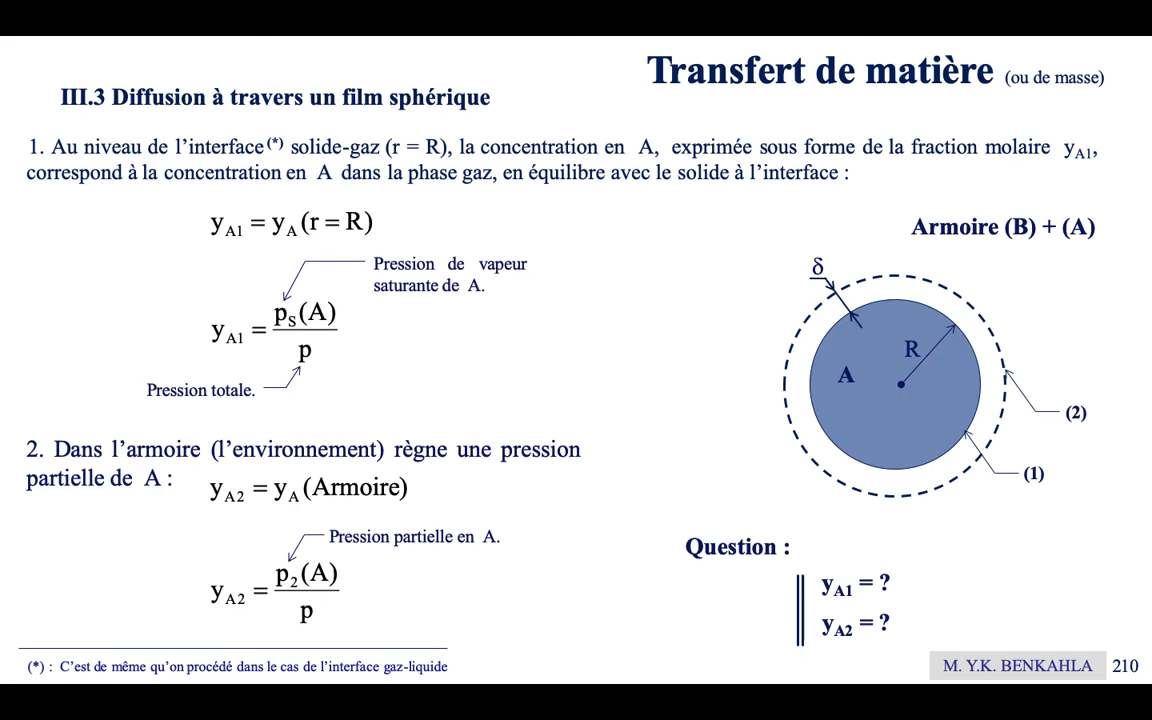 Transfert de matière (ou de masse)
III.3 Diffusion à travers un film sphérique
1. Au niveau de l’interface(*) solide-gaz (r = R), la concentration en A, exprimée sous forme de la fraction molaire yA1,
correspond à la concentration en A dans la phase gaz, en équilibre avec le solide à l’interface :
yA1 = yA (r = R)
Pression de vapeur
saturante de A.
yA1 = pS(A) / p
Pression totale.
2. Dans l’armoire (l’environnement) règne une pression
partielle de A :
yA2 = yA (Armoire)
Pression partielle en A.
yA2 = p2(A) / p
Armoire (B) + (A)
δ
R
A
(2)
(1)
Question :
yA1 = ?
yA2 = ?
(*) : C’est de même qu’on procédé dans le cas de l’interface gaz-liquide
M. Y.K. BENKAHLA 210